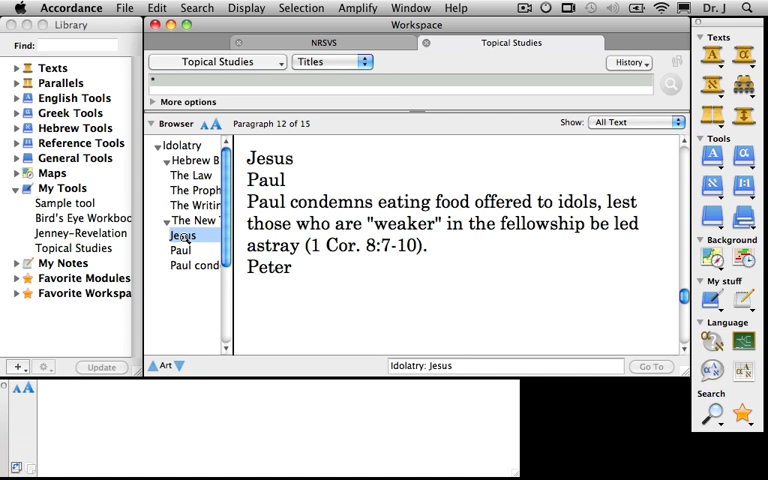 Accordance File Edit Search Display Selection Amplify Window Help Dr. J
Library
Find:
Texts
Parallels
English Tools
Greek Tools
Hebrew Tools
Reference Tools
General Tools
Maps
My Tools
Sample tool
Bird's Eye Workboo
Jenney-Revelation
Topical Studies
My Notes
Favorite Modules
Favorite Workspa
Update
Workspace
NRSVS
Topical Studies
Topical Studies
Titles
History
*
More options
Browser
AA
Paragraph 12 of 15
Show: All Text
Idolatry
Hebrew B
The Law
The Proph
The Writin
The New
Jesus
Paul
Paul cond
Jesus
Paul
Paul condemns eating food offered to idols, lest
those who are "weaker" in the fellowship be led
astray (1 Cor. 8:7-10).
Peter
Art
Idolatry: Jesus
Go To
AA
Texts
Tools
Background
My stuff
Language
Search